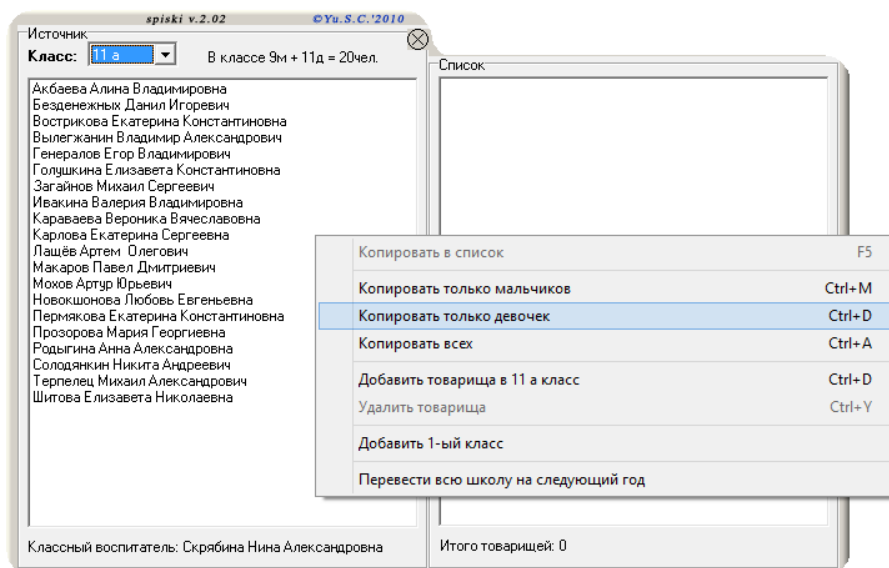 spiski v.2.02 ©Yu.S.C.'2010
Источник
Класс: 11 а В классе 9м + 11д = 20чел.
Акбаева Алина Владимировна
Безденежных Данил Игоревич
Вострикова Екатерина Константиновна
Вылегжанин Владимир Александрович
Генералов Егор Владимирович
Голушкина Елизавета Константиновна
Загайнов Михаил Сергеевич
Ивакина Валерия Владимировна
Караваева Вероника Вячеславовна
Карлова Екатерина Сергеевна
Лащёв Артем Олегович
Макаров Павел Дмитриевич
Мохов Артур Юрьевич
Новокшонова Любовь Евгеньевна
Пермякова Екатерина Константиновна
Прозорова Мария Георгиевна
Родыгина Анна Александровна
Солодянкин Никита Андреевич
Терпелец Михаил Александрович
Шитова Елизавета Николаевна
Классный воспитатель: Скрябина Нина Александровна
Список
Копировать в список F5
Копировать только мальчиков Ctrl+M
Копировать только девочек Ctrl+D
Копировать всех Ctrl+A
Добавить товарища в 11 а класс Ctrl+D
Удалить товарища Ctrl+Y
Добавить 1-ый класс
Перевести всю школу на следующий год
Итого товарищей: 0